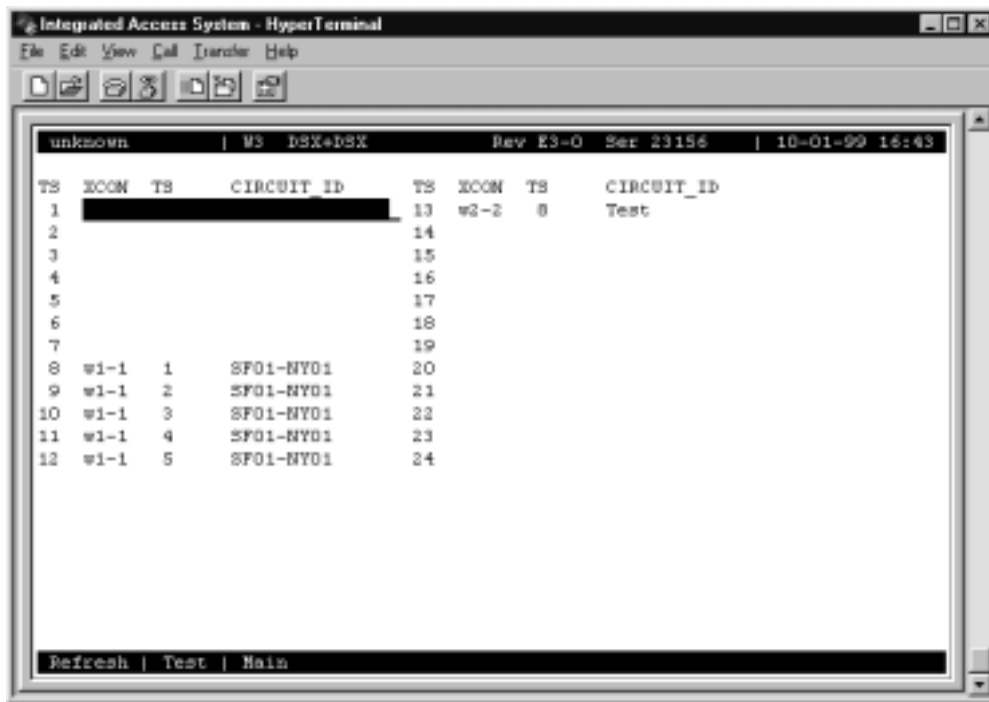 Integrated Access System - HyperTerminal
File Edit View Call Transfer Help
unknown | W3 DSX+DSX Rev E3-0 Ser 23156 | 10-01-99 16:43
TS XCON TS CIRCUIT_ID TS XCON TS CIRCUIT_ID
1 _ 13 w2-2 8 Test
2 14
3 15
4 16
5 17
6 18
7 19
8 w1-1 1 SF01-NY01 20
9 w1-1 2 SF01-NY01 21
10 w1-1 3 SF01-NY01 22
11 w1-1 4 SF01-NY01 23
12 w1-1 5 SF01-NY01 24
Refresh | Test | Main